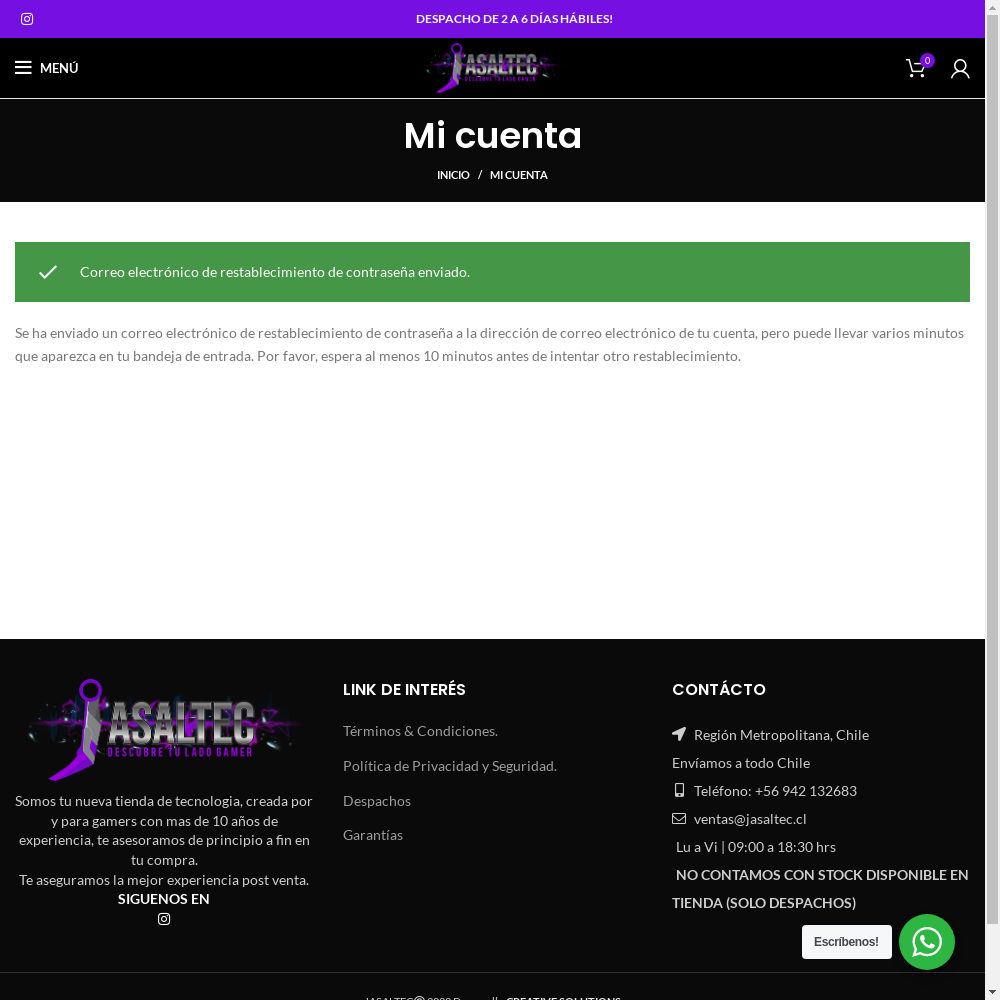 DESPACHO DE 2 A 6 DÍAS HÁBILES!
MENÚ
JASALTEC
DESCUBRE TU LADO GAMER
0
Mi cuenta
INICIO / MI CUENTA
Correo electrónico de restablecimiento de contraseña enviado.
Se ha enviado un correo electrónico de restablecimiento de contraseña a la dirección de correo electrónico de tu cuenta, pero puede llevar varios minutos
que aparezca en tu bandeja de entrada. Por favor, espera al menos 10 minutos antes de intentar otro restablecimiento.
JASALTEC
DESCUBRE TU LADO GAMER
Somos tu nueva tienda de tecnologia, creada por
y para gamers con mas de 10 años de
experiencia, te asesoramos de principio a fin en
tu compra.
Te aseguramos la mejor experiencia post venta.
SIGUENOS EN
LINK DE INTERÉS
Términos & Condiciones.
Política de Privacidad y Seguridad.
Despachos
Garantías
CONTÁCTO
Región Metropolitana, Chile
Envíamos a todo Chile
Teléfono: +56 942 132683
ventas@jasaltec.cl
Lu a Vi | 09:00 a 18:30 hrs
NO CONTAMOS CON STOCK DISPONIBLE EN
TIENDA (SOLO DESPACHOS)
Escríbenos!
CREATIVE SOLUTIONS